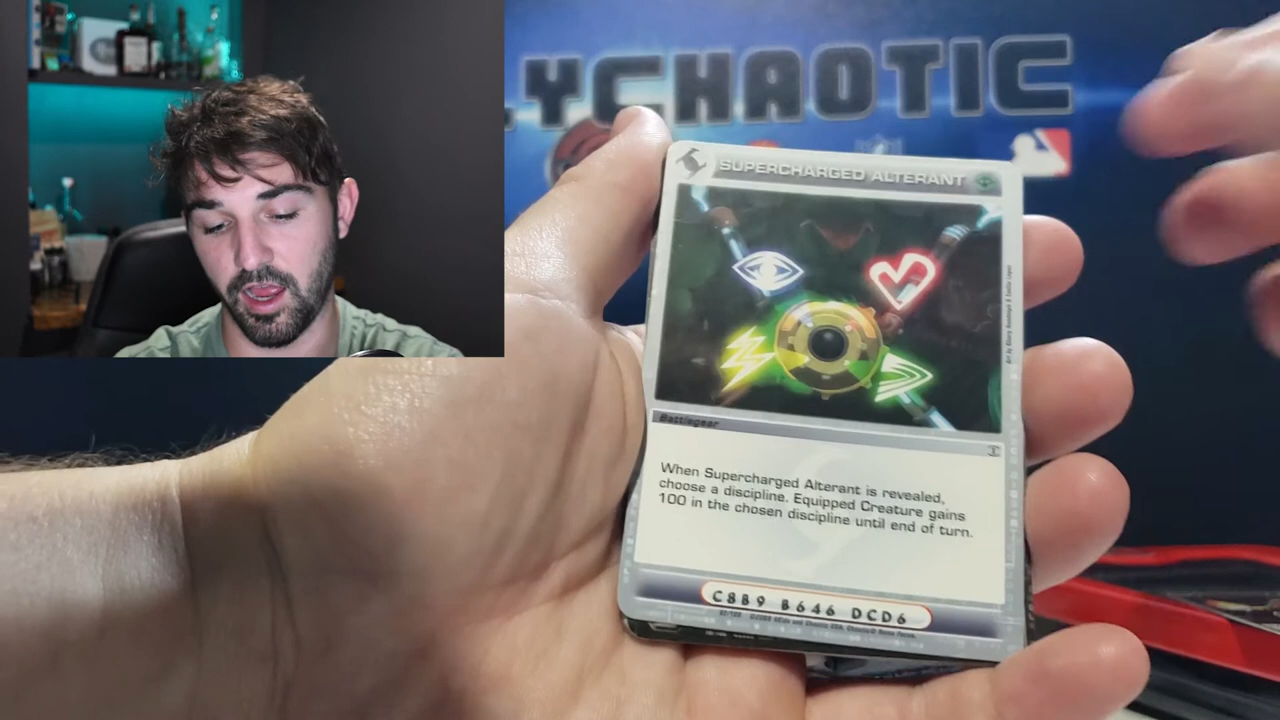 YCHAOTIC
SUPERCHARGED ALTERANT
Battlegear
When Supercharged Alterant is revealed,
choose a discipline. Equipped Creature gains
100 in the chosen discipline until end of turn.
C8B9 B646 DCD6